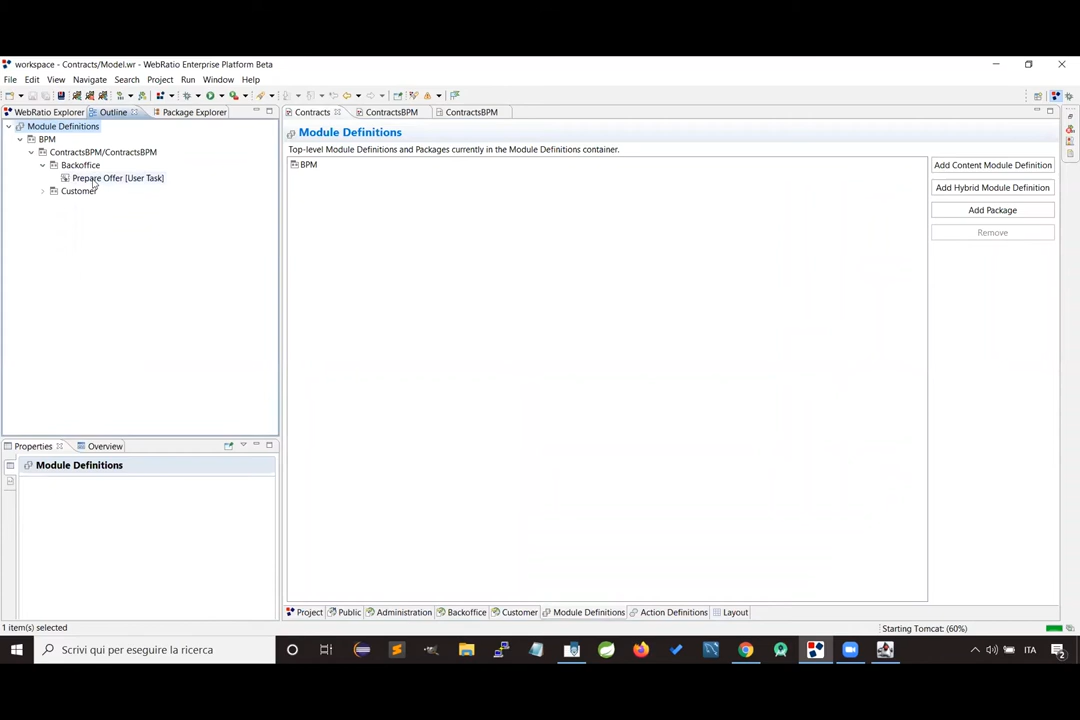 workspace - Contracts/Model.wr - WebRatio Enterprise Platform Beta
File Edit View Navigate Search Project Run Window Help
WebRatio Explorer Outline Package Explorer
Module Definitions
BPM
ContractsBPM/ContractsBPM
Backoffice
Prepare Offer [User Task]
Customer
Contracts ContractsBPM ContractsBPM
Module Definitions
Top-level Module Definitions and Packages currently in the Module Definitions container.
BPM
Add Content Module Definition
Add Hybrid Module Definition
Add Package
Remove
Properties Overview
Module Definitions
Project Public Administration Backoffice Customer Module Definitions Action Definitions Layout
1 item(s) selected
Starting Tomcat: (60%)
Scrivi qui per eseguire la ricerca
ITA
2